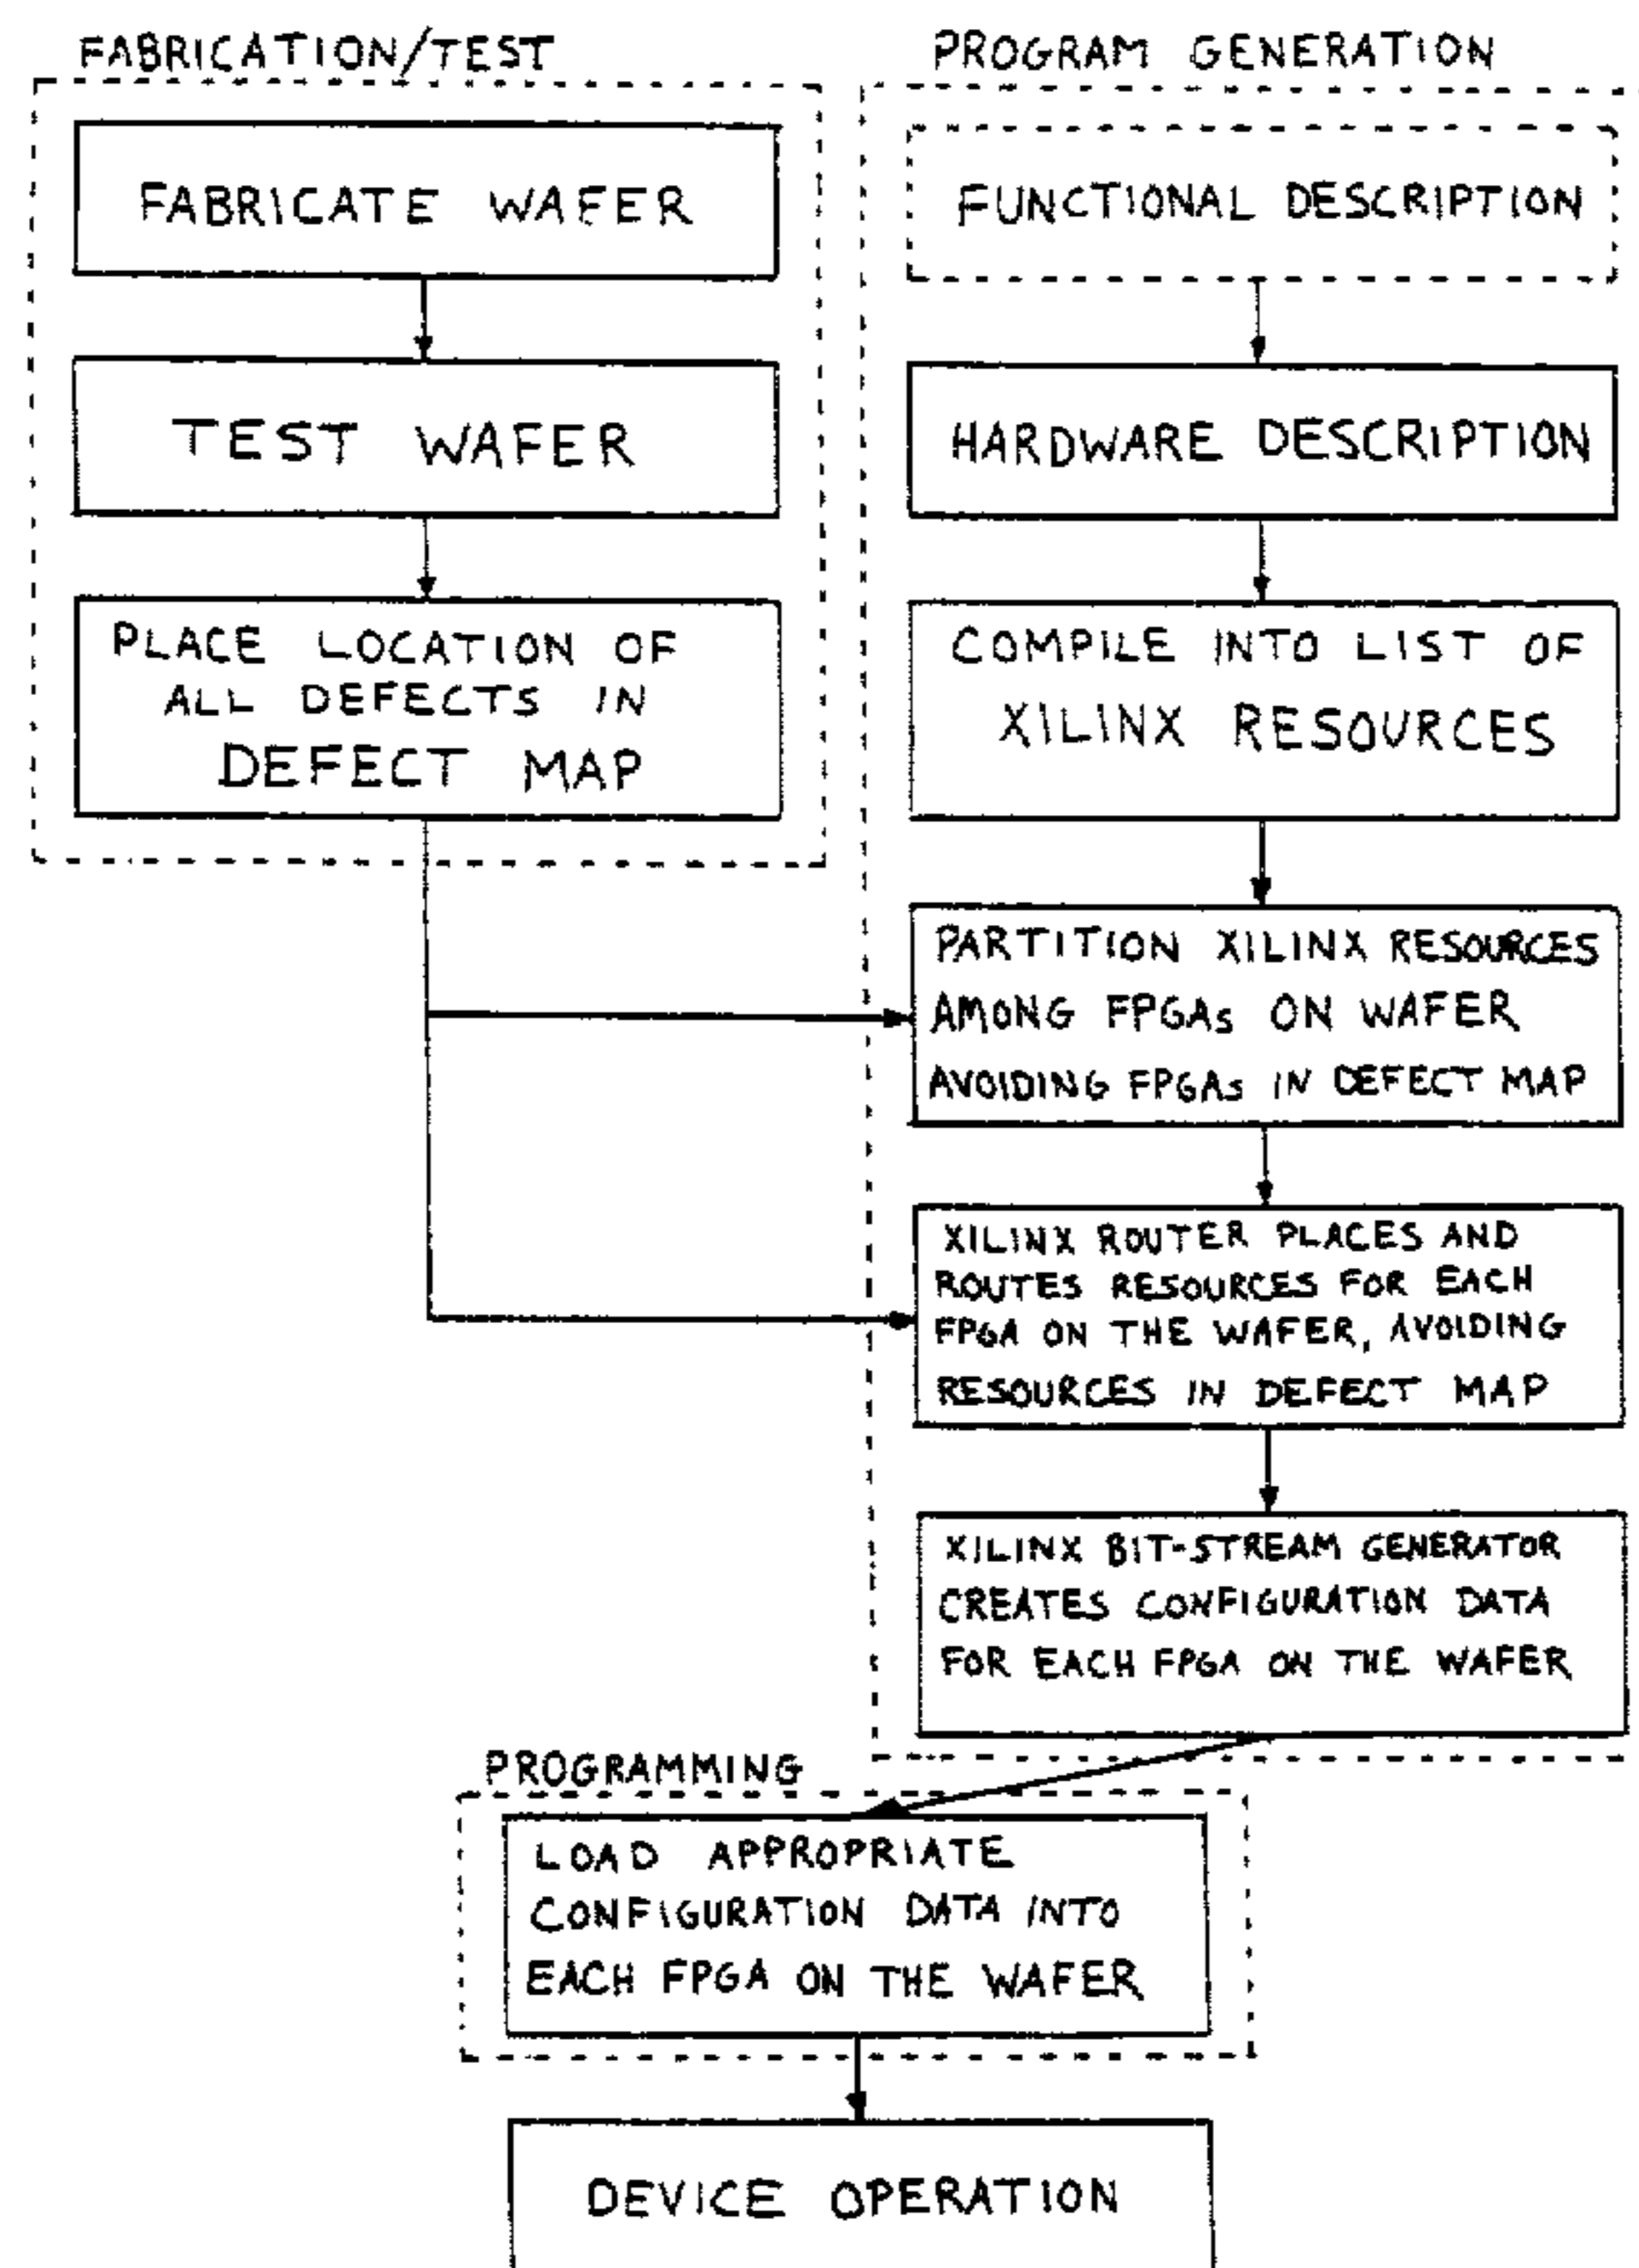 FABRICATION/TEST
FABRICATE WAFER
TEST WAFER
PLACE LOCATION OF
ALL DEFECTS IN
DEFECT MAP
PROGRAM GENERATION
FUNCTIONAL DESCRIPTION
HARDWARE DESCRIPTION
COMPILE INTO LIST OF
XILINX RESOURCES
PARTITION XILINX RESOURCES
AMONG FPGAs ON WAFER
AVOIDING FPGAs IN DEFECT MAP
XILINX ROUTER PLACES AND
ROUTES RESOURCES FOR EACH
FPGA ON THE WAFER, AVOIDING
RESOURCES IN DEFECT MAP
XILINX BIT-STREAM GENERATOR
CREATES CONFIGURATION DATA
FOR EACH FPGA ON THE WAFER
PROGRAMMING
LOAD APPROPRIATE
CONFIGURATION DATA INTO
EACH FPGA ON THE WAFER
DEVICE OPERATION